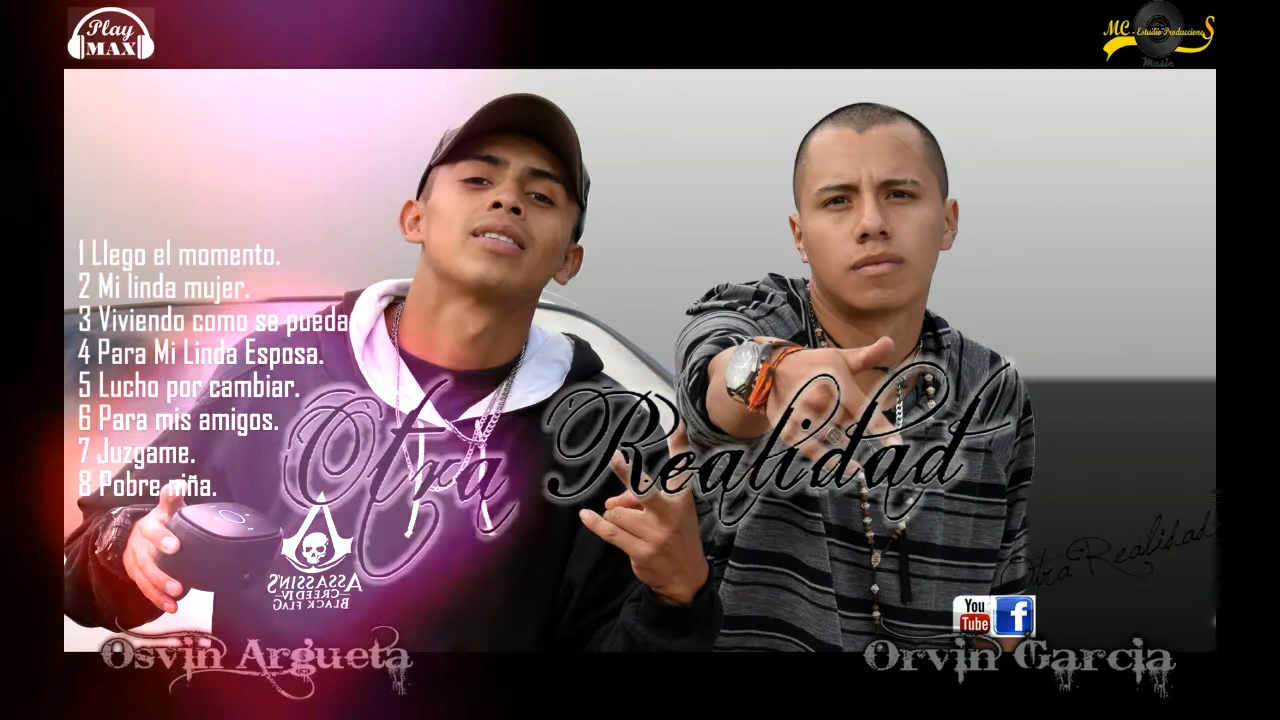 Play
MAX
MC - Estudio Producciones
Music
1 Llego el momento.
2 Mi linda mujer.
3 Viviendo como se pueda
4 Para Mi Linda Esposa.
5 Lucho por cambiar.
6 Para mis amigos.
7 Juzgame.
8 Pobre niña.
Otra Realidad
ASSASSIN'S
CREED IV
BLACK FLAG
Otra Realidad
You
Tube
f
Osvin Argueta
Orvin Garcia